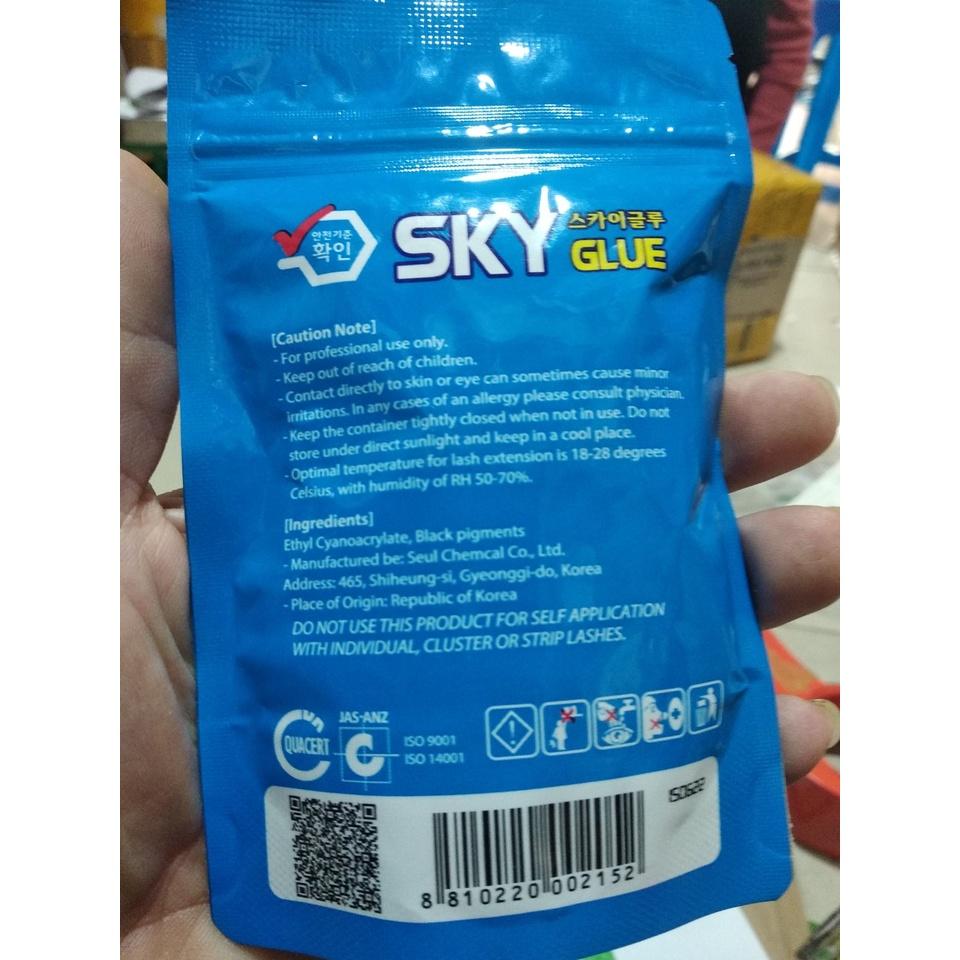 안전기준
확인
SKY
스카이글루
GLUE
[Caution Note]
- For professional use only.
- Keep out of reach of children.
- Contact directly to skin or eye can sometimes cause minor
irritations. In any cases of an allergy please consult physician.
- Keep the container tightly closed when not in use. Do not
store under direct sunlight and keep in a cool place.
- Optimal temperature for lash extension is 18-28 degrees
Celsius, with humidity of RH 50-70%.
[Ingredients]
Ethyl Cyanoacrylate, Black pigments
- Manufactured be: Seul Chemcal Co., Ltd.
Address: 465, Shiheung-si, Gyeonggi-do, Korea
- Place of Origin: Republic of Korea
DO NOT USE THIS PRODUCT FOR SELF APPLICATION
WITH INDIVIDUAL, CLUSTER OR STRIP LASHES.
QUACERT
JAS-ANZ
ISO 9001
ISO 14001
150622
8 810220 002152